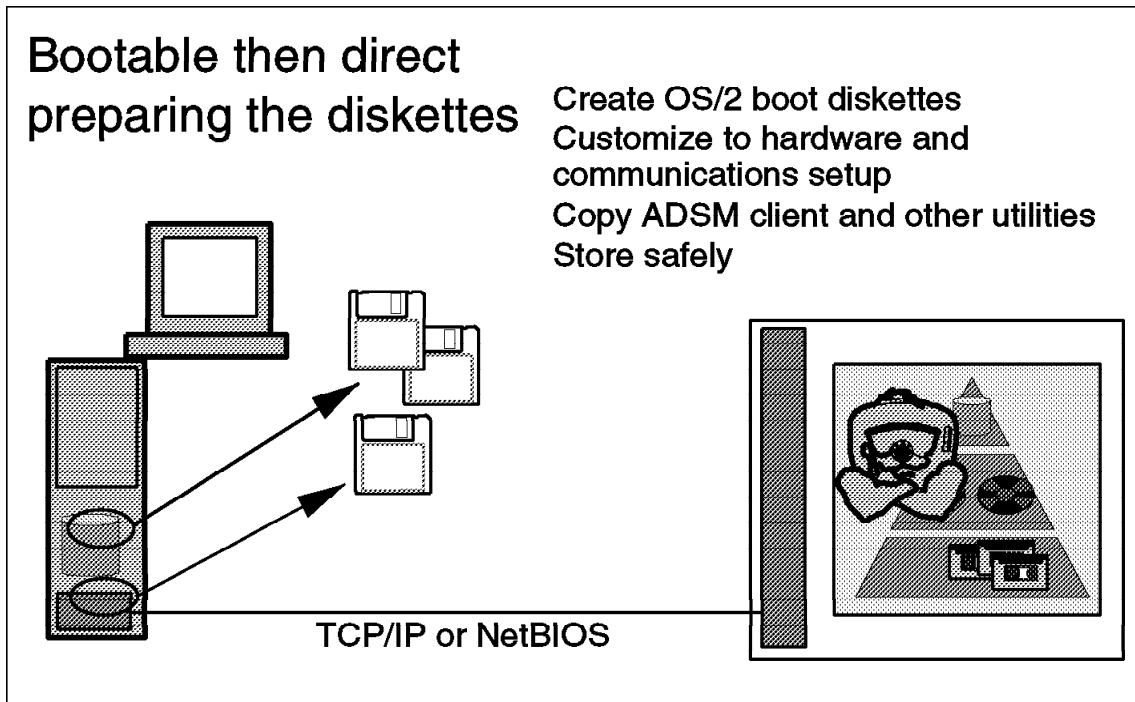 Bootable then direct
preparing the diskettes
Create OS/2 boot diskettes
Customize to hardware and
communications setup
Copy ADSM client and other utilities
Store safely
TCP/IP or NetBIOS